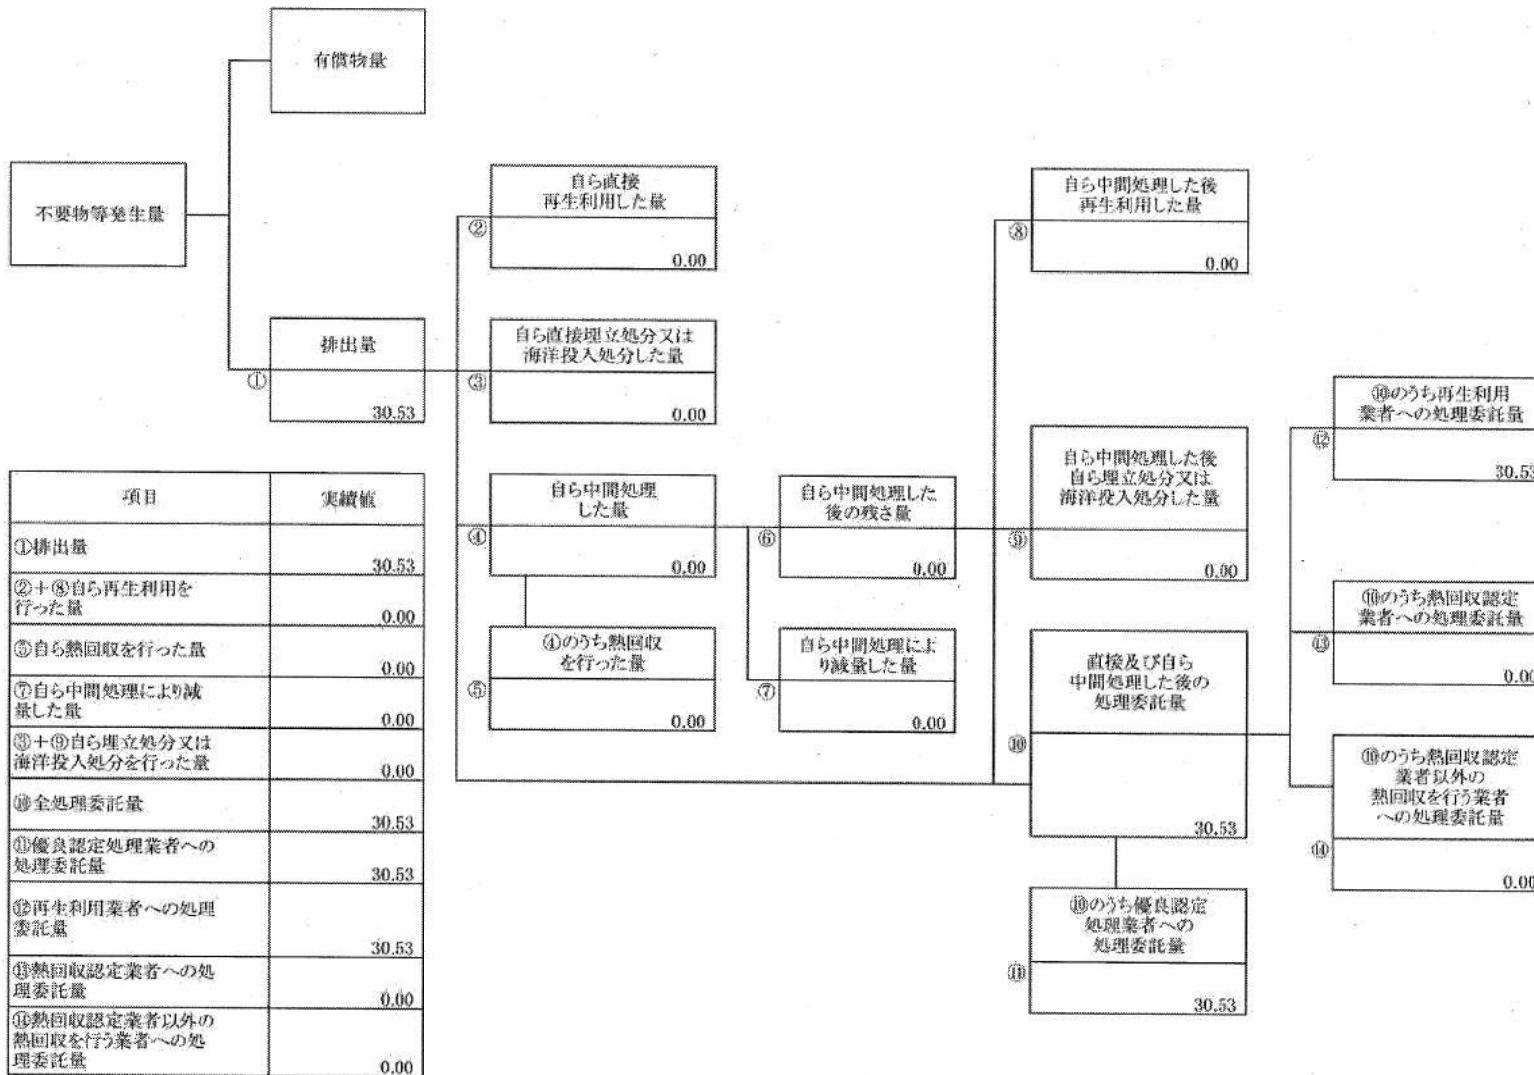 有償物量
不要物等発生量
排出量
①
30.53
自ら直接
再生利用した量
②
0.00
自ら直接埋立処分又は
海洋投入処分した量
③
0.00
自ら中間処理
した量
④
0.00
④のうち熱回収
を行った量
⑤
0.00
自ら中間処理した
後の残さ量
⑥
0.00
自ら中間処理によ
り減量した量
⑦
0.00
自ら中間処理した後
再生利用した量
⑧
0.00
自ら中間処理した後
自ら埋立処分又は
海洋投入処分した量
⑨
0.00
直接及び自ら
中間処理した後の
処理委託量
⑩
30.53
⑩のうち優良認定
処理業者への
処理委託量
⑪
30.53
⑩のうち再生利用
業者への処理委託量
⑫
30.53
⑩のうち熱回収認定
業者への処理委託量
⑬
0.00
⑩のうち熱回収認定
業者以外の
熱回収を行う業者
への処理委託量
⑭
0.00
項目 実績値
①排出量
30.53
②+⑧自ら再生利用を
行った量
0.00
⑤自ら熱回収を行った量
0.00
⑦自ら中間処理により減
量した量
0.00
③+⑨自ら埋立処分又は
海洋投入処分を行った量
0.00
⑩全処理委託量
30.53
⑪優良認定処理業者への
処理委託量
30.53
⑫再生利用業者への処理
委託量
30.53
⑬熱回収認定業者への処
理委託量
0.00
⑭熱回収認定業者以外の
熱回収を行う業者への処
理委託量
0.00